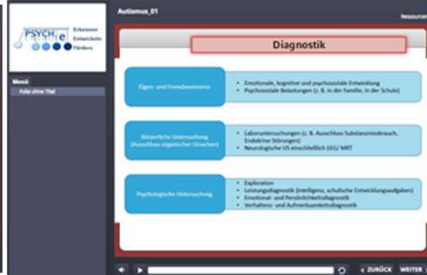 Autismus_01
Ressourcen
PSYCH
e
Erkennen
Entwickeln
Fördern
Menü
Folie ohne Titel
Diagnostik
Eigen- und Fremdanamnese
• Emotionale, kognitive und psychosoziale Entwicklung
• Psychosoziale Belastungen (z. B. in der Familie, in der Schule)
Körperliche Untersuchung
(Ausschluss organischer Ursachen)
• Laboruntersuchungen (z. B. Ausschluss Substanzmissbrauch,
Endokrine Störungen)
• Neurologische US einschließlich EEG/ MRT
Psychologische Untersuchung
• Exploration
• Leistungsdiagnostik (Intelligenz, schulische Entwicklungsaufgaben)
• Emotional- und Persönlichkeitsdiagnostik
• Verhaltens- und Aufmerksamkeitsdiagnostik
< ZURÜCK
WEITER